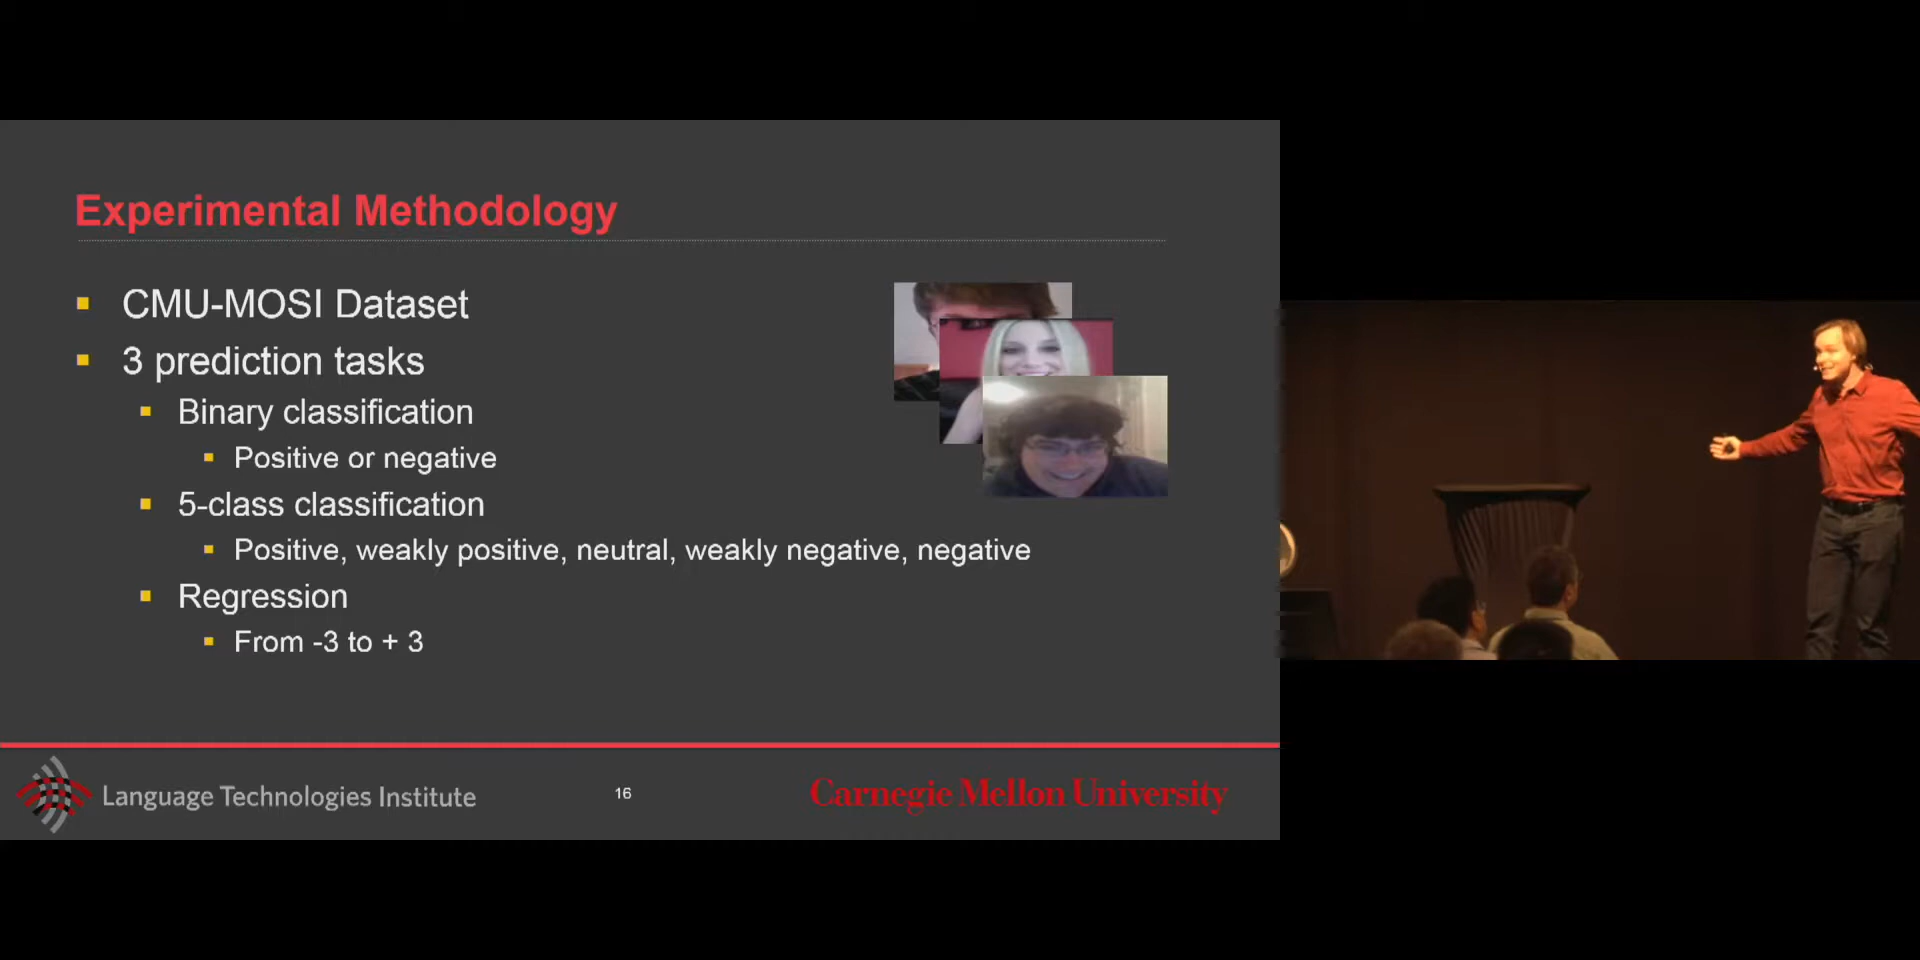 Experimental Methodology
CMU-MOSI Dataset
3 prediction tasks
Binary classification
Positive or negative
5-class classification
Positive, weakly positive, neutral, weakly negative, negative
Regression
From -3 to + 3
Language Technologies Institute
16
Carnegie Mellon University